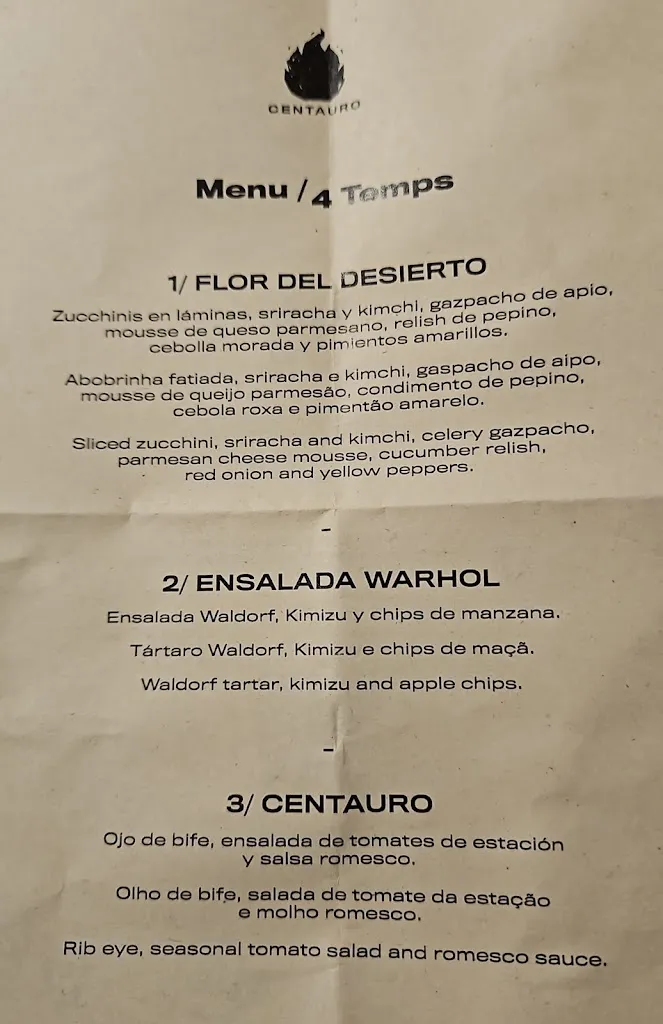 CENTAURO
Menu / 4 Temps
1/ FLOR DEL DESIERTO
Zucchinis en láminas, sriracha y kimchi, gazpacho de apio,
mousse de queso parmesano, relish de pepino,
cebolla morada y pimientos amarillos.
Abobrinha fatiada, sriracha e kimchi, gaspacho de aipo,
mousse de queijo parmesão, condimento de pepino,
cebola roxa e pimentão amarelo.
Sliced zucchini, sriracha and kimchi, celery gazpacho,
parmesan cheese mousse, cucumber relish,
red onion and yellow peppers.
-
2/ ENSALADA WARHOL
Ensalada Waldorf, Kimizu y chips de manzana.
Tártaro Waldorf, Kimizu e chips de maçã.
Waldorf tartar, kimizu and apple chips.
-
3/ CENTAURO
Ojo de bife, ensalada de tomates de estación
y salsa romesco.
Olho de bife, salada de tomate da estação
e molho romesco.
Rib eye, seasonal tomato salad and romesco sauce.